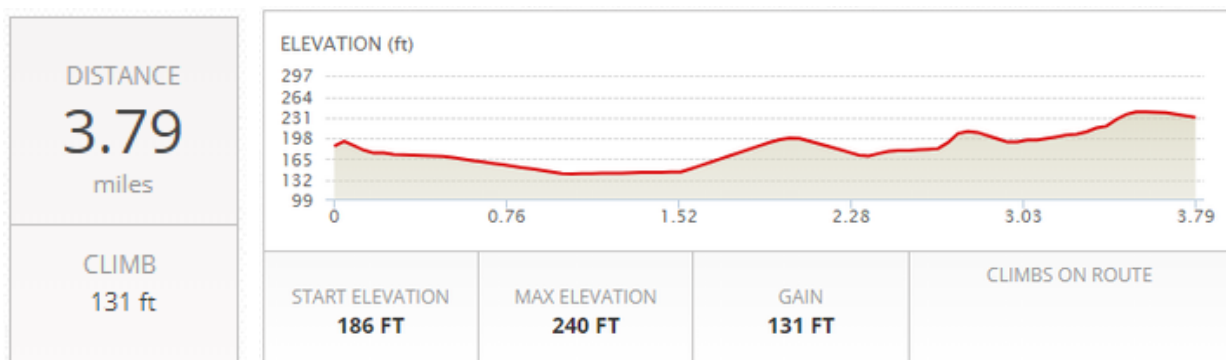 DISTANCE
3.79
miles
CLIMB
131 ft
ELEVATION (ft)
297
264
231
198
165
132
99
0 0.76 1.52 2.28 3.03 3.79
START ELEVATION
186 FT
MAX ELEVATION
240 FT
GAIN
131 FT
CLIMBS ON ROUTE